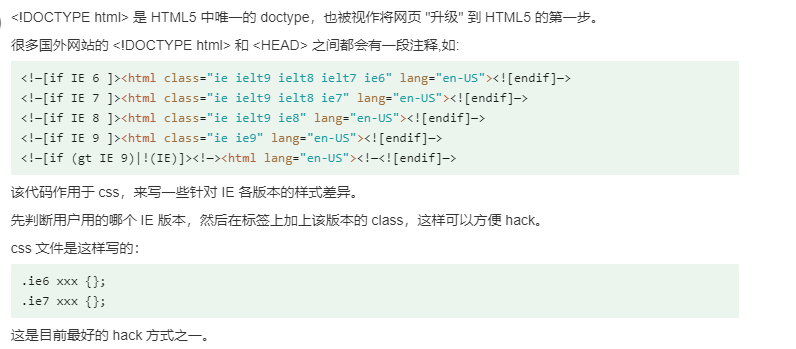 <!DOCTYPE html> 是 HTML5 中唯一的 doctype，也被视作将网页 "升级" 到 HTML5 的第一步。
很多国外网站的 <!DOCTYPE html> 和 <HEAD> 之间都会有一段注释,如:
<!–[if IE 6 ]><html class="ie ielt9 ielt8 ielt7 ie6" lang="en-US"><![endif]–>
<!–[if IE 7 ]><html class="ie ielt9 ielt8 ie7" lang="en-US"><![endif]–>
<!–[if IE 8 ]><html class="ie ielt9 ie8" lang="en-US"><![endif]–>
<!–[if IE 9 ]><html class="ie ie9" lang="en-US"><![endif]–>
<!–[if (gt IE 9)|!(IE)]><!–><html lang="en-US"><!–<![endif]–>
该代码作用于 css，来写一些针对 IE 各版本的样式差异。
先判断用户用的哪个 IE 版本，然后在标签上加上该版本的 class，这样可以方便 hack。
css 文件是这样写的：
.ie6 xxx {};
.ie7 xxx {};
这是目前最好的 hack 方式之一。